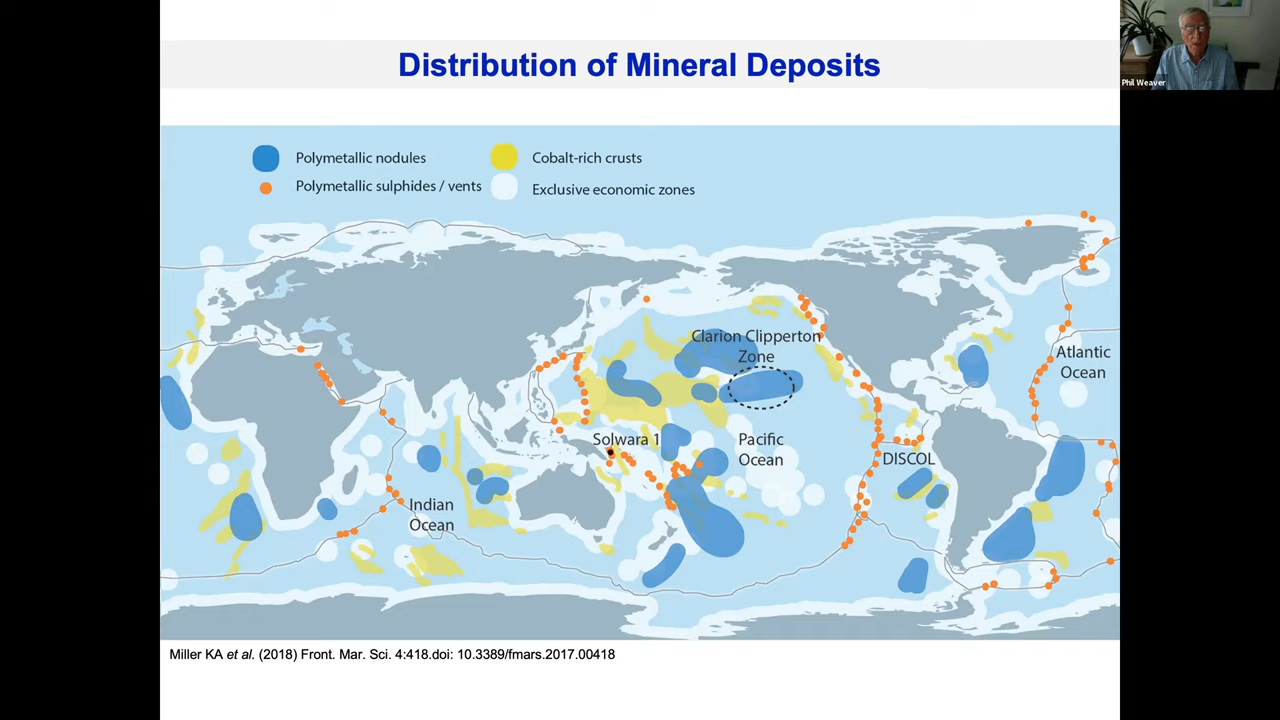 Distribution of Mineral Deposits
Phil Weaver
Polymetallic nodules
Cobalt-rich crusts
Polymetallic sulphides / vents
Exclusive economic zones
Clarion Clipperton
Zone
Atlantic
Ocean
Solwara 1
Pacific
Ocean
DISCOL
Indian
Ocean
Miller KA et al. (2018) Front. Mar. Sci. 4:418.doi: 10.3389/fmars.2017.00418